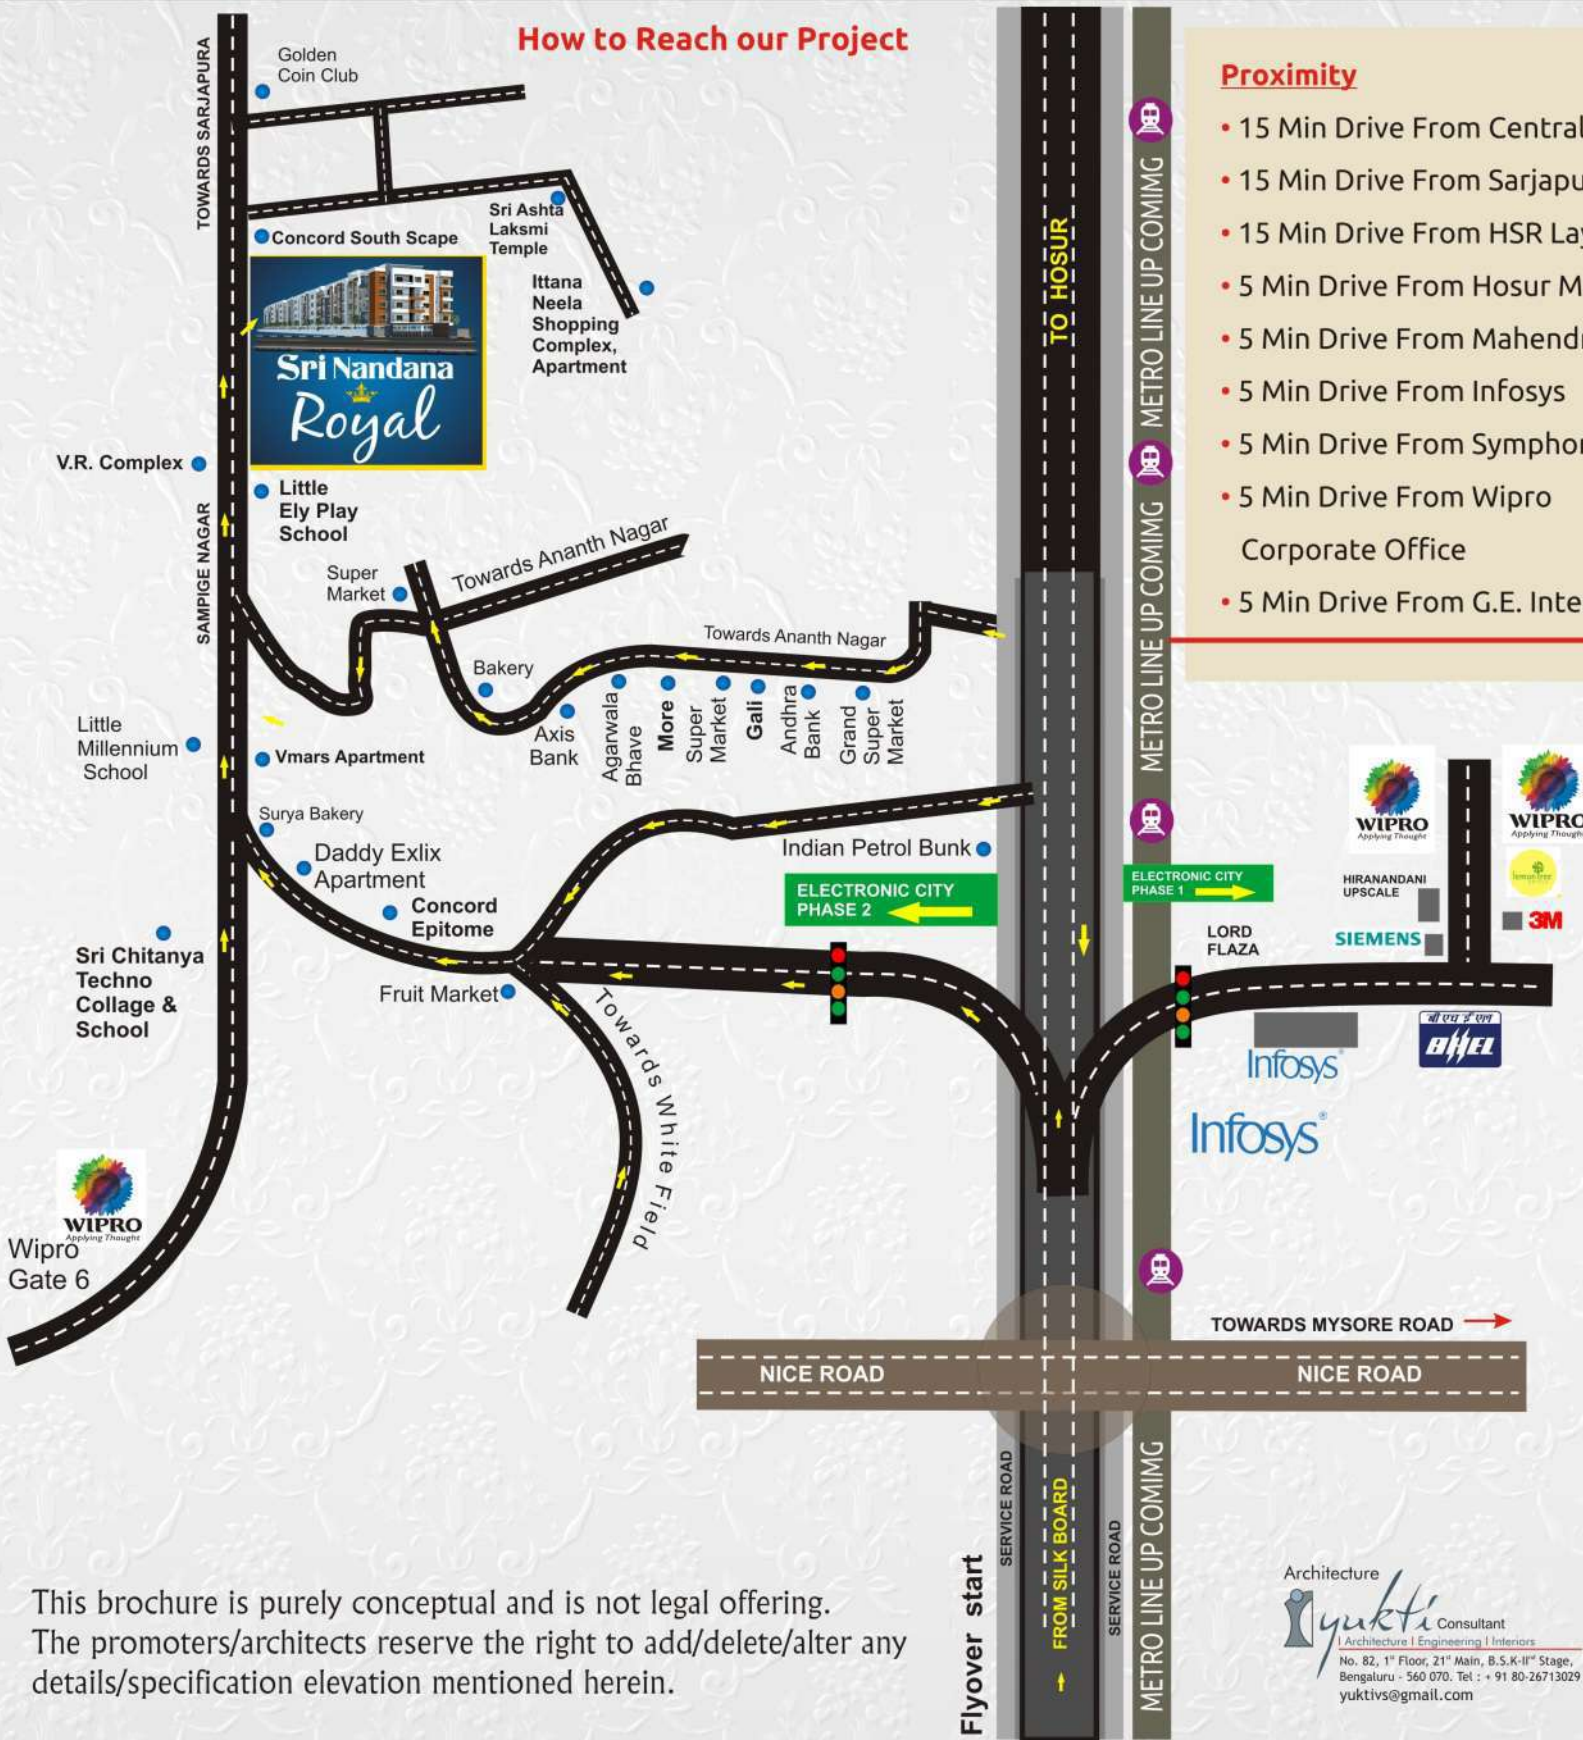 How to Reach our Project
TOWARDS SARJAPURA
Golden
Coin Club
Concord South Scape
Sri Ashta
Laksmi
Temple
Ittana
Neela
Shopping
Complex,
Apartment
Sri Nandana
Royal
V.R. Complex
SAMPIGE NAGAR
Little
Ely Play
School
Super
Market
Towards Ananth Nagar
Towards Ananth Nagar
Bakery
Axis
Bank
Agarwala
Bhave
More
Super
Market
Gali
Andhra
Bank
Grand
Super
Market
Little
Millennium
School
Vmars Apartment
Surya Bakery
Daddy Exlix
Apartment
Concord
Epitome
Fruit Market
Sri Chitanya
Techno
Collage &
School
WIPRO
Applying Thought
Wipro
Gate 6
Towards White Field
Indian Petrol Bunk
ELECTRONIC CITY
PHASE 2
TO HOSUR
METRO LINE UP COMIMG
METRO LINE UP COMIMG
METRO LINE UP COMIMG
Proximity
• 15 Min Drive From Central
• 15 Min Drive From Sarjapu
• 15 Min Drive From HSR La
• 5 Min Drive From Hosur M
• 5 Min Drive From Mahend
• 5 Min Drive From Infosys
• 5 Min Drive From Sympho
• 5 Min Drive From Wipro
Corporate Office
• 5 Min Drive From G.E. Inte
ELECTRONIC CITY
PHASE 1
WIPRO
Applying Thought
WIPRO
Applying Though
HIRANANDANI
UPSCALE
lemon tree
3M
SIEMENS
LORD
FLAZA
Infosys
बी एच ई एल
BHEL
Infosys
TOWARDS MYSORE ROAD
NICE ROAD
NICE ROAD
Flyover start
SERVICE ROAD
FROM SILK BOARD
SERVICE ROAD
METRO LINE UP COMIMG
This brochure is purely conceptual and is not legal offering.
The promoters/architects reserve the right to add/delete/alter any
details/specification elevation mentioned herein.
Architecture
yukti Consultant
| Architecture | Engineering | Interiors
No. 82, 1st Floor, 21st Main, B.S.K-IInd Stage,
Bengaluru - 560 070. Tel : + 91 80-26713029
yuktivs@gmail.com